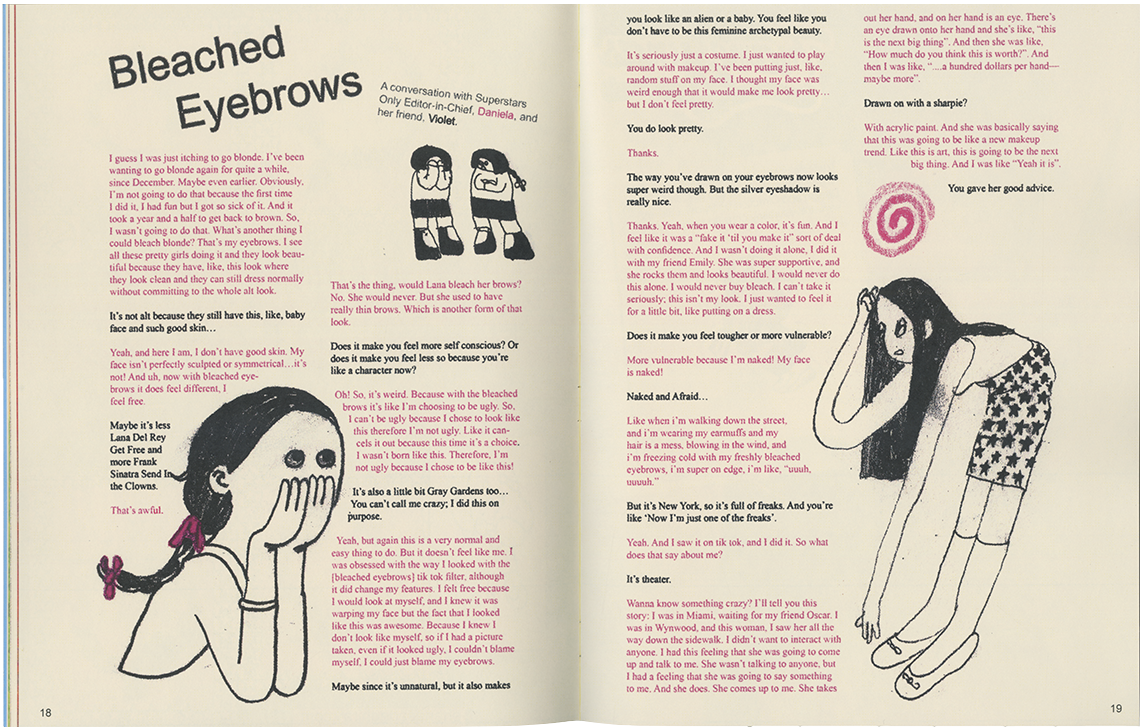 Bleached
Eyebrows
A conversation with Superstars
Only Editor-in-Chief, Daniela, and
her friend, Violet.
I guess I was just itching to go blonde. I've been
wanting to go blonde again for quite a while,
since December. Maybe even earlier. Obviously,
I'm not going to do that because the first time
I did it, I had fun but I got so sick of it. And it
took a year and a half to get back to brown. So,
I wasn't going to do that. What's another thing I
could bleach blonde? That's my eyebrows. I see
all these pretty girls doing it and they look beau-
tiful because they have, like, this look where
they look clean and they can still dress normally
without committing to the whole alt look.
It's not alt because they still have this, like, baby
face and such good skin…
Yeah, and here I am, I don't have good skin. My
face isn't perfectly sculpted or symmetrical…it's
not! And uh, now with bleached eye-
brows it does feel different, I
feel free.
Maybe it's less
Lana Del Rey
Get Free and
more Frank
Sinatra Send In
the Clowns.
That's awful.
That's the thing, would Lana bleach her brows?
No. She would never. But she used to have
really thin brows. Which is another form of that
look.
Does it make you feel more self conscious? Or
does it make you feel less so because you're
like a character now?
Oh! So, it's weird. Because with the bleached
brows it's like I'm choosing to be ugly. So,
I can't be ugly because I chose to look like
this therefore I'm not ugly. Like it can-
cels it out because this time it's a choice,
I wasn't born like this. Therefore, I'm
not ugly because I chose to be like this!
It's also a little bit Gray Gardens too…
You can't call me crazy; I did this on
purpose.
Yeah, but again this is a very normal and
easy thing to do. But it doesn't feel like me. I
was obsessed with the way I looked with the
[bleached eyebrows] tik tok filter, although
it did change my features. I felt free because
I would look at myself, and I knew it was
warping my face but the fact that I looked
like this was awesome. Because I knew I
don't look like myself, so if I had a picture
taken, even if it looked ugly, I couldn't blame
myself, I could just blame my eyebrows.
Maybe since it's unnatural, but it also makes
18
you look like an alien or a baby. You feel like you
don't have to be this feminine archetypal beauty.
It's seriously just a costume. I just wanted to play
around with makeup. I've been putting just, like,
random stuff on my face. I thought my face was
weird enough that it would make me look pretty…
but I don't feel pretty.
You do look pretty.
Thanks.
The way you've drawn on your eyebrows now looks
super weird though. But the silver eyeshadow is
really nice.
Thanks. Yeah, when you wear a color, it's fun. And I
feel like it was a "fake it 'til you make it" sort of deal
with confidence. And I wasn't doing it alone, I did it
with my friend Emily. She was super supportive, and
she rocks them and looks beautiful. I would never do
this alone. I would never buy bleach. I can't take it
seriously; this isn't my look. I just wanted to feel it
for a little bit, like putting on a dress.
Does it make you feel tougher or more vulnerable?
More vulnerable because I'm naked! My face
is naked!
Naked and Afraid…
Like when i'm walking down the street,
and i'm wearing my earmuffs and my
hair is a mess, blowing in the wind, and
i'm freezing cold with my freshly bleached
eyebrows, i'm super on edge, i'm like, "uuuh,
uuuuh."
But it's New York, so it's full of freaks. And you're
like 'Now I'm just one of the freaks'.
Yeah. And I saw it on tik tok, and I did it. So what
does that say about me?
It's theater.
Wanna know something crazy? I'll tell you this
story: I was in Miami, waiting for my friend Oscar. I
was in Wynwood, and this woman, I saw her all the
way down the sidewalk. I didn't want to interact with
anyone. I had this feeling that she was going to come
up and talk to me. She wasn't talking to anyone, but
I had a feeling that she was going to say something
to me. And she does. She comes up to me. She takes
out her hand, and on her hand is an eye. There's
an eye drawn onto her hand and she's like, "this
is the next big thing". And then she was like,
"How much do you think this is worth?". And
then I was like, "....a hundred dollars per hand—
maybe more".
Drawn on with a sharpie?
With acrylic paint. And she was basically saying
that this was going to be like a new makeup
trend. Like this is art, this is going to be the next
big thing. And I was like "Yeah it is".
You gave her good advice.
19